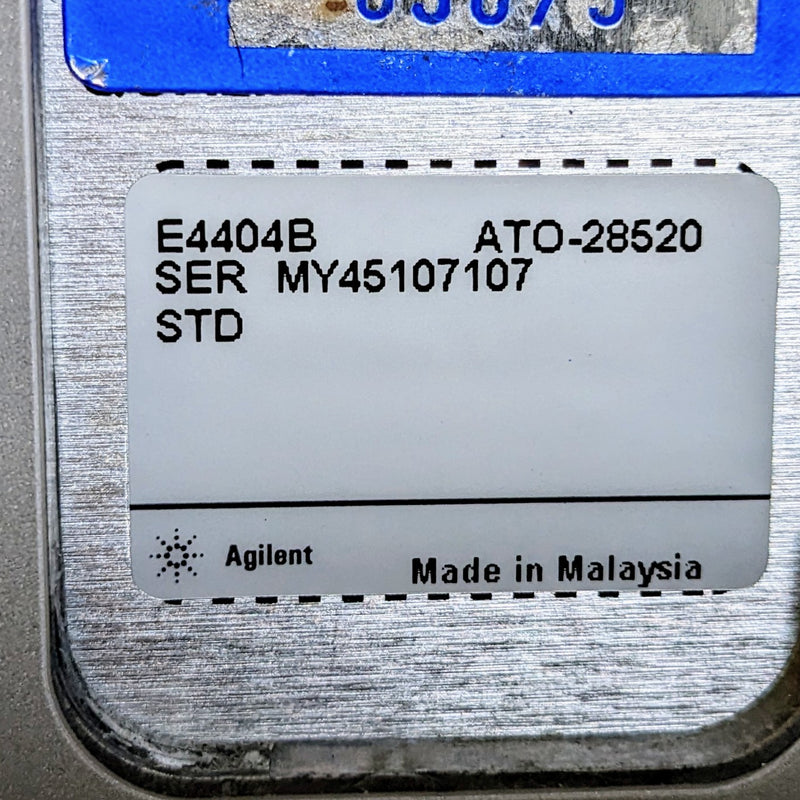 E4404B ATO-28520
SER MY45107107
STD
Agilent Made in Malaysia